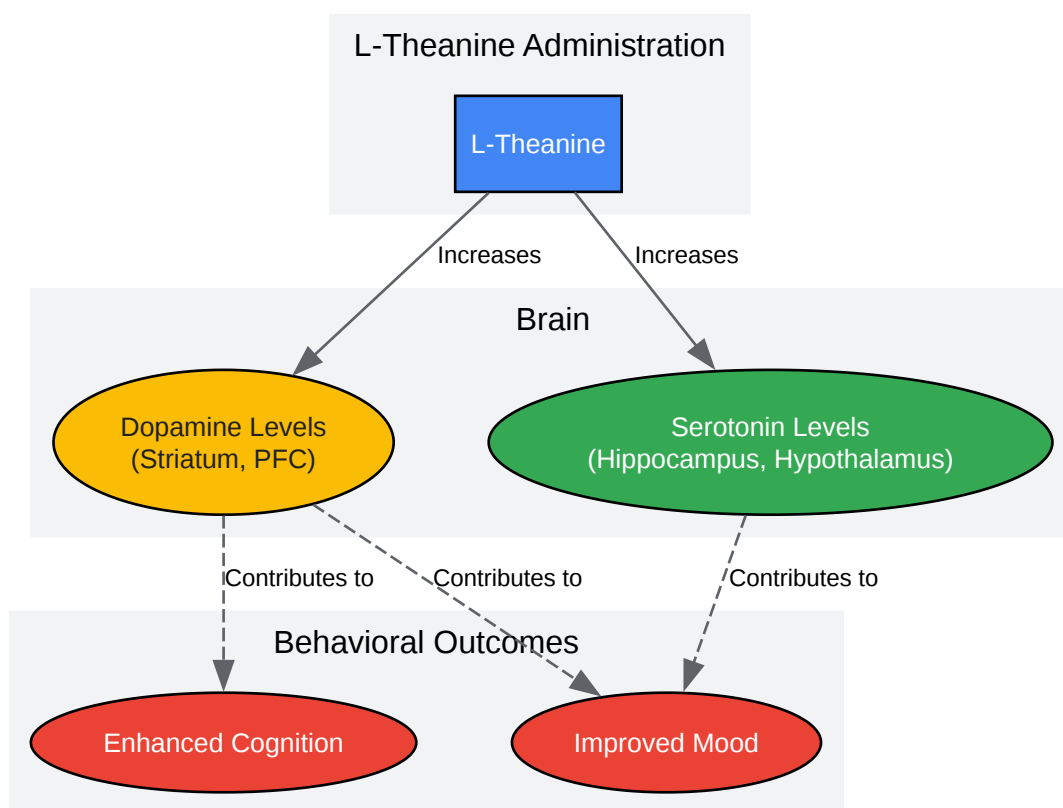 L-Theanine Administration
L-Theanine
Increases
Increases
Brain
Dopamine Levels
(Striatum, PFC)
Serotonin Levels
(Hippocampus, Hypothalamus)
Contributes to
Contributes to
Contributes to
Behavioral Outcomes
Enhanced Cognition
Improved Mood